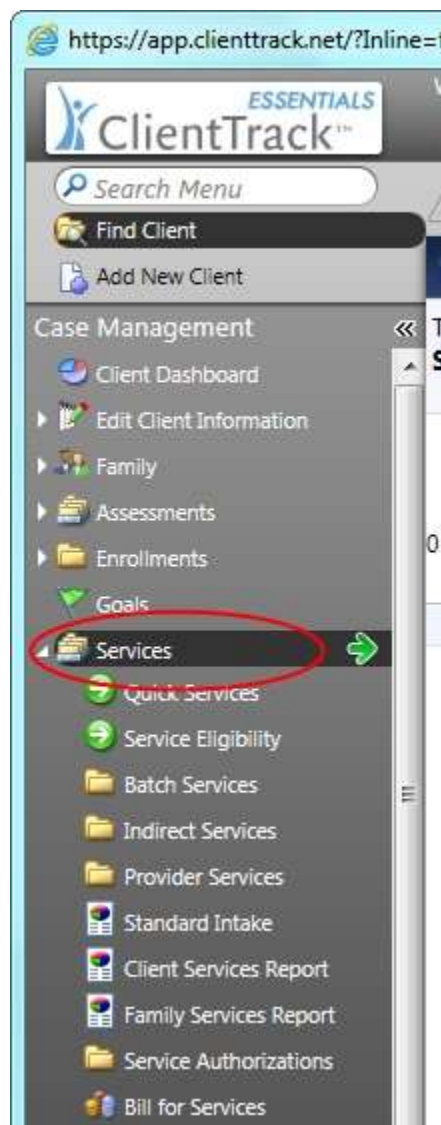 https://app.clienttrack.net/?Inline=
ESSENTIALS
ClientTrack™
Search Menu
Find Client
Add New Client
Case Management
Client Dashboard
Edit Client Information
Family
Assessments
Enrollments
Goals
Services
Quick Services
Service Eligibility
Batch Services
Indirect Services
Provider Services
Standard Intake
Client Services Report
Family Services Report
Service Authorizations
Bill for Services